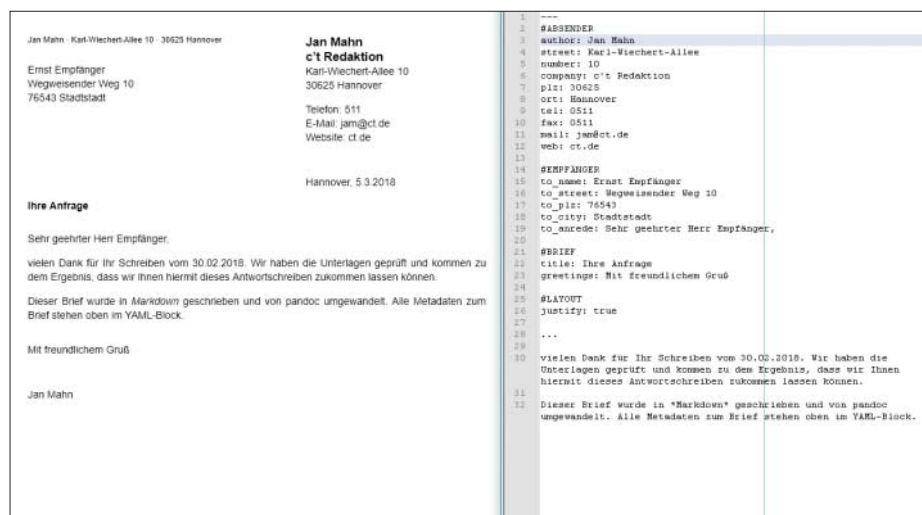 Jan Mahn · Karl-Wiechert-Allee 10 · 30625 Hannover
Ernst Empfänger
Wegweisender Weg 10
76543 Stadtstadt
Jan Mahn
c't Redaktion
Karl-Wiechert-Allee 10
30625 Hannover
Telefon: 511
E-Mail: jam@ct.de
Website: ct.de
Hannover, 5.3.2018
Ihre Anfrage
Sehr geehrter Herr Empfänger,
vielen Dank für Ihr Schreiben vom 30.02.2018. Wir haben die Unterlagen geprüft und kommen zu
dem Ergebnis, dass wir Ihnen hiermit dieses Antwortschreiben zukommen lassen können.
Dieser Brief wurde in Markdown geschrieben und von pandoc umgewandelt. Alle Metadaten zum
Brief stehen oben im YAML-Block.
Mit freundlichem Gruß
Jan Mahn
1 ---
2 #ABSENDER
3 author: Jan Mahn
4 street: Karl-Wiechert-Allee
5 number: 10
6 company: c't Redaktion
7 plz: 30625
8 ort: Hannover
9 tel: 0511
10 fax: 0511
11 mail: jam@ct.de
12 web: ct.de
13
14 #EMPFÄNGER
15 to_name: Ernst Empfänger
16 to_street: Wegweisender Weg 10
17 to_plz: 76543
18 to_city: Stadtstadt
19 to_anrede: Sehr geehrter Herr Empfänger,
20
21 #BRIEF
22 title: Ihre Anfrage
23 greetings: Mit freundlichem Gruß
24
25 #LAYOUT
26 justify: true
27
28 ...
29
30 vielen Dank für Ihr Schreiben vom 30.02.2018. Wir haben die
Unterlagen geprüft und kommen zu dem Ergebnis, dass wir Ihnen
hiermit dieses Antwortschreiben zukommen lassen können.
31
32 Dieser Brief wurde in *Markdown* geschrieben und von pandoc
umgewandelt. Alle Metadaten zum Brief stehen oben im YAML-Block.